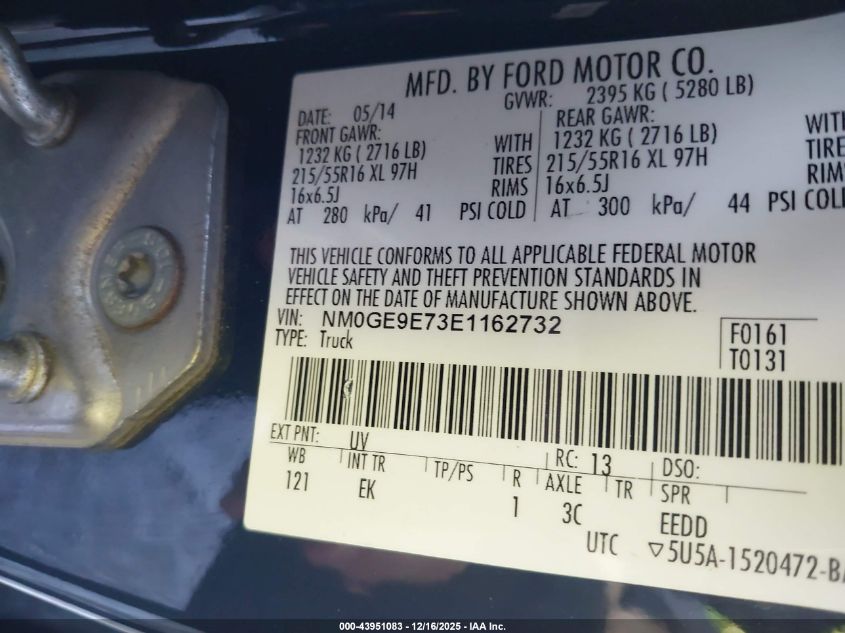 MFD. BY FORD MOTOR CO.
DATE: 05/14 GVWR: 2395 KG ( 5280 LB)
FRONT GAWR: REAR GAWR:
1232 KG ( 2716 LB) WITH 1232 KG ( 2716 LB) WITH
215/55R16 XL 97H TIRES 215/55R16 XL 97H TIRES
16x6.5J RIMS 16x6.5J RIMS
AT 280 kPa/ 41 PSI COLD AT 300 kPa/ 44 PSI COLD
THIS VEHICLE CONFORMS TO ALL APPLICABLE FEDERAL MOTOR
VEHICLE SAFETY AND THEFT PREVENTION STANDARDS IN
EFFECT ON THE DATE OF MANUFACTURE SHOWN ABOVE.
VIN: NM0GE9E73E1162732 F0161
TYPE: Truck T0131
EXT PNT: UV RC: 13 DSO:
WB INT TR TP/PS R AXLE TR SPR
121 EK 1 3C EEDD
UTC ▽5U5A-1520472-BA
000-43951083 - 12/16/2025 - IAA Inc.